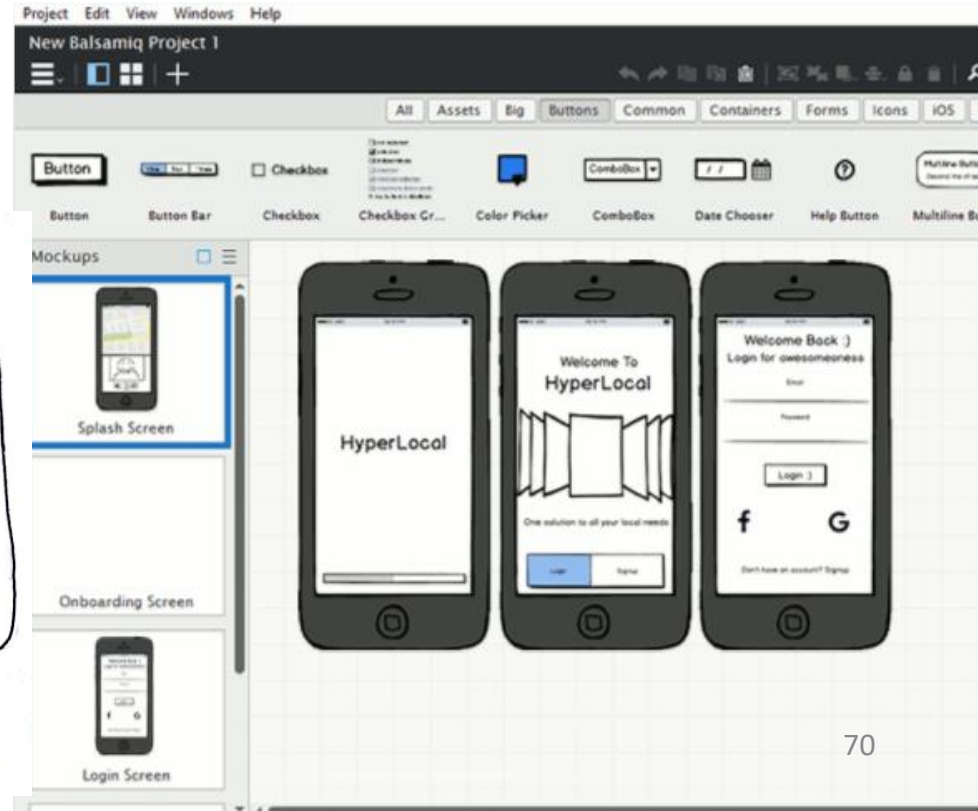 Project Edit View Windows Help
New Balsamiq Project 1
All Assets Big Buttons Common Containers Forms Icons iOS
Button
Checkbox
ComboBox
/ /
?
Button Button Bar Checkbox Checkbox Gr... Color Picker ComboBox Date Chooser Help Button Multiline Bu
Mockups
Splash Screen
Onboarding Screen
Login Screen
HyperLocal
Welcome To
HyperLocal
One solution to all your local needs
Login Signup
Welcome Back :)
Login for awesomeoness
Email
Password
Login :)
f G
Don't have an account? Signup
70